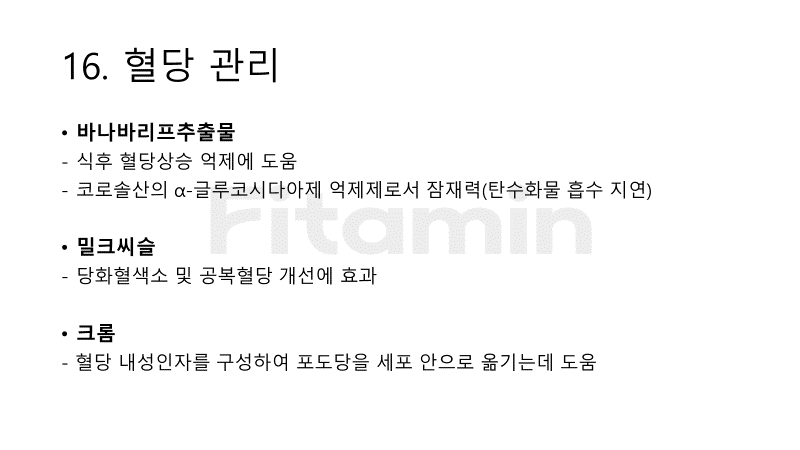 16. 혈당 관리
• 바나바리프추출물
- 식후 혈당상승 억제에 도움
- 코로솔산의 α-글루코시다아제 억제제로서 잠재력(탄수화물 흡수 지연)
Fitamin
• 밀크씨슬
- 당화혈색소 및 공복혈당 개선에 효과
• 크롬
- 혈당 내성인자를 구성하여 포도당을 세포 안으로 옮기는데 도움